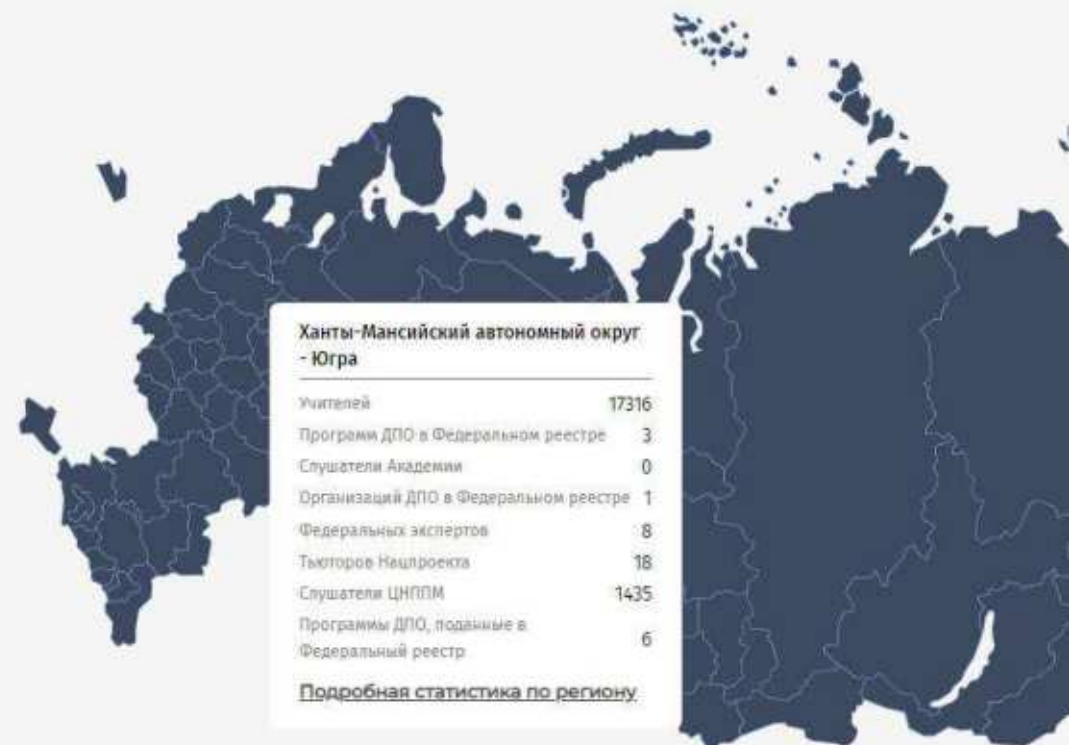 Ханты-Мансийский автономный округ
- Югра
Учителей 17316
Программ ДПО в Федеральном реестре 3
Слушатели Академии 0
Организаций ДПО в Федеральном реестре 1
Федеральных экспертов 8
Тьюторов Нацпроекта 18
Слушатели ЦНППМ 1435
Программы ДПО, поданные в
Федеральный реестр 6
Подробная статистика по региону